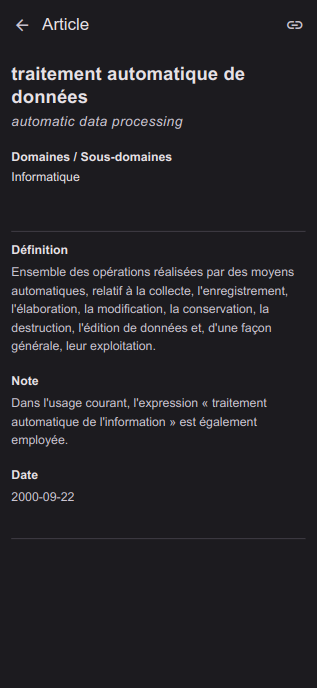 Article
traitement automatique de
données
automatic data processing
Domaines / Sous-domaines
Informatique
Définition
Ensemble des opérations réalisées par des moyens
automatiques, relatif à la collecte, l'enregistrement,
l'élaboration, la modification, la conservation, la
destruction, l'édition de données et, d'une façon
générale, leur exploitation.
Note
Dans l'usage courant, l'expression « traitement
automatique de l'information » est également
employée.
Date
2000-09-22